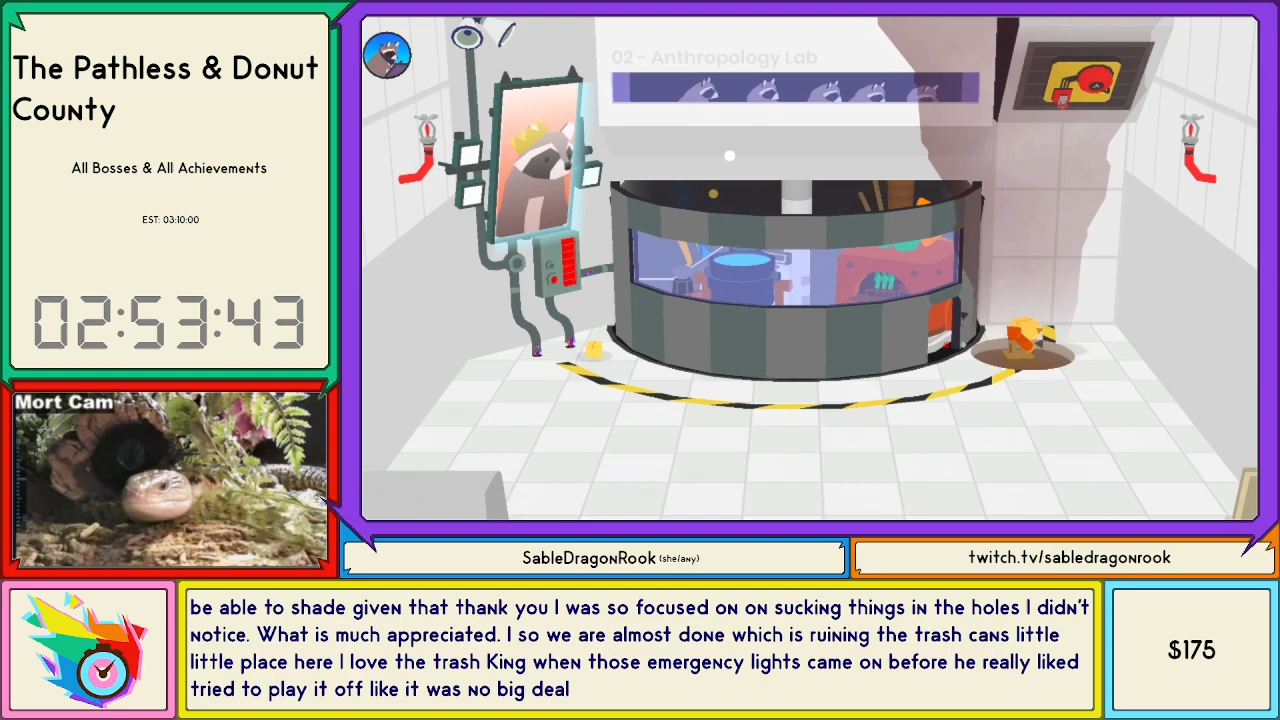 The Pathless & Donut
County
All Bosses & All Achievements
EST: 03:10:00
02:53:43
Mort Cam
02 - Anthropology Lab
SableDragonRook (she/any)
twitch.tv/sabledragonrook
be able to shade given that thank you I was so focused on on sucking things in the holes I didn't
notice. What is much appreciated. I so we are almost done which is ruining the trash cans little
little place here I love the trash King when those emergency lights came on before he really liked
tried to play it off like it was no big deal
$175